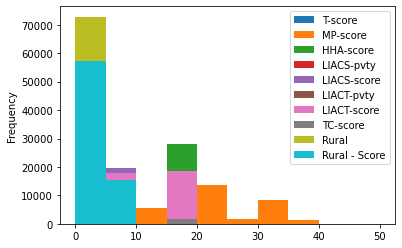 Frequency
70000
60000
50000
40000
30000
20000
10000
0
0
10
20
30
40
50
T-score
MP-score
HHA-score
LIACS-pvty
LIACS-score
LIACT-pvty
LIACT-score
TC-score
Rural
Rural - Score